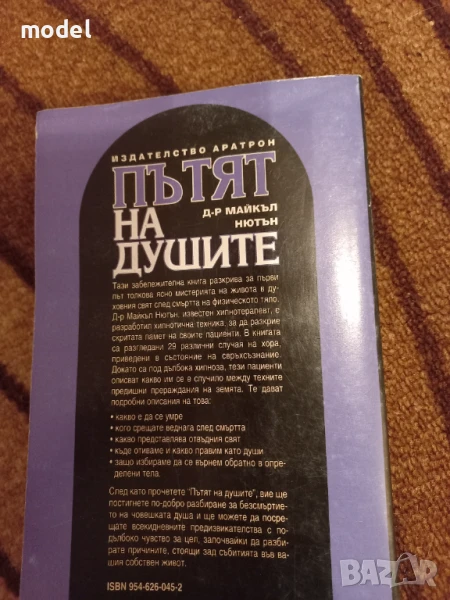 model
ИЗДАТЕЛСТВО АРАТРОН
ПЪТЯТ
НА
Д-Р МАЙКЪЛ
НЮТЪН
ДУШИТЕ
Тази забележителна книга разкрива за първи
път толкова ясно мистерията на живота в ду-
ховния свят след смъртта на физическото тяло.
Д-р Майкъл Нютън, известен хипнотерапевт, е
разработил хипнотична техника, за да разкрие
скритата памет на своите пациенти. В книгата
са разгледани 29 различни случая на хора,
приведени в състояние на свръхсъзнание.
Докато са под дълбока хипноза, тези пациенти
описват какво им се е случило между техните
предишни прераждания на земята. Те дават
подробни описания на това:
• какво е да се умре
• кого срещате веднага след смъртта
• какво представлява отвъдния свят
• къде отиваме и какво правим като души
• защо избираме да се върнем обратно в опре-
делени тела.
След като прочетете "Пътят на душите", вие ще
постигнете по-добро разбиране за безсмъртие-
то на човешката душа и ще можете да посре-
щате всекидневните предизвикателства с по-
дълбоко чувство за цел, започвайки да разби-
рате причините, стоящи зад събитията във ва-
шия собствен живот.
ISBN 954-626-045-2
BAZAR